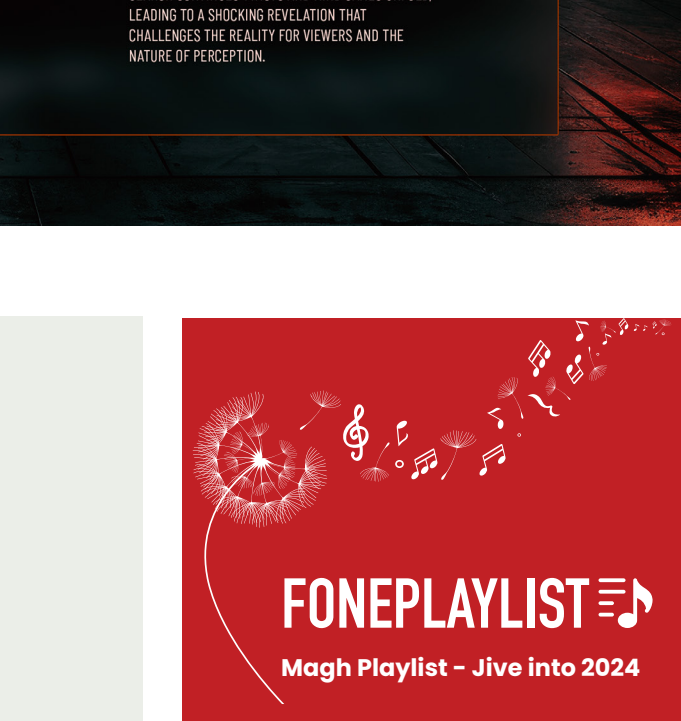 LEADING TO A SHOCKING REVELATION THAT
CHALLENGES THE REALITY FOR VIEWERS AND THE
NATURE OF PERCEPTION.
FONEPLAYLIST
Magh Playlist - Jive into 2024